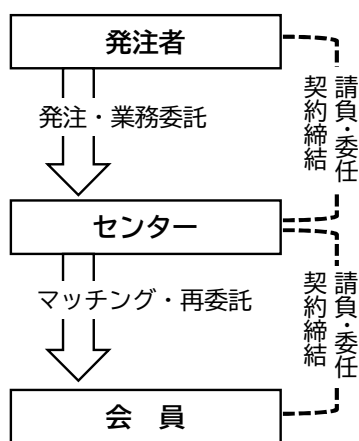 発注者
発注・業務委託
請負・委任
契約締結
センター
マッチング・再委託
請負・委任
契約締結
会　員